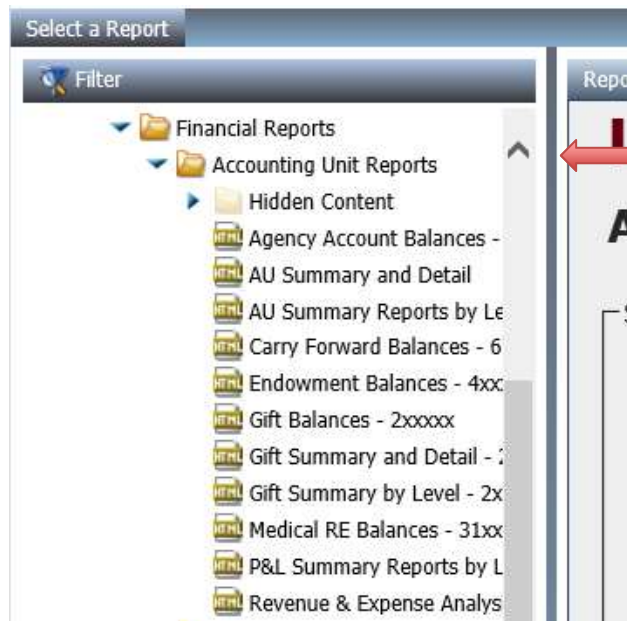 Select a Report
Filter
Financial Reports
Accounting Unit Reports
Hidden Content
Agency Account Balances -
AU Summary and Detail
AU Summary Reports by Le
Carry Forward Balances - 6
Endowment Balances - 4xx
Gift Balances - 2xxxxx
Gift Summary and Detail -
Gift Summary by Level - 2x
Medical RE Balances - 31xx
P&L Summary Reports by L
Revenue & Expense Analys
Repo
A